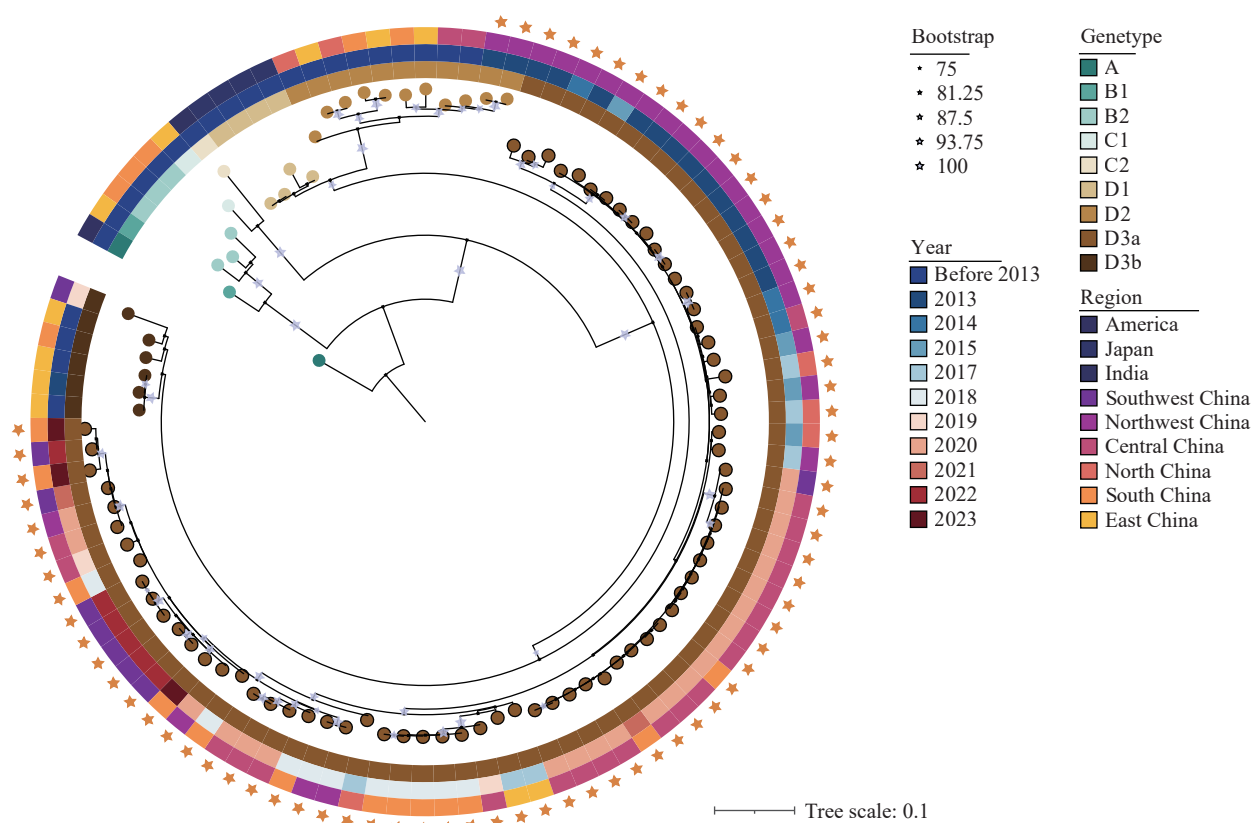 Bootstrap
75
81.25
87.5
93.75
100
Year
Before 2013
2013
2014
2015
2017
2018
2019
2020
2021
2022
2023
Genetype
A
B1
B2
C1
C2
D1
D2
D3a
D3b
Region
America
Japan
India
Southwest China
Northwest China
Central China
North China
South China
East China
Tree scale: 0.1